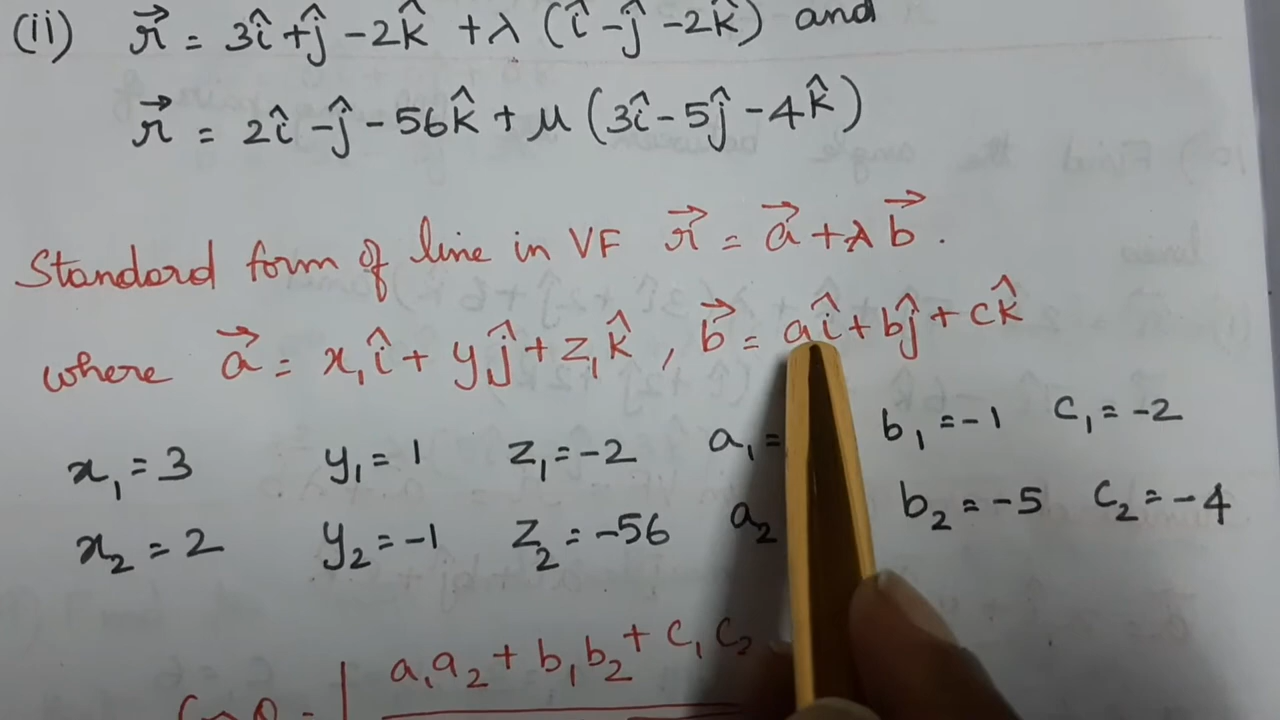 (ii) r⃗ = 3î + ĵ - 2k̂ + λ (î - ĵ - 2k̂) and
r⃗ = 2î - ĵ - 56k̂ + μ (3î - 5ĵ - 4k̂)
Standard form of line in VF r⃗ = a⃗ + λ b⃗ .
where a⃗ = x₁î + y₁ĵ + z₁k̂ , b⃗ = aî + bĵ + ck̂
x₁ = 3 y₁ = 1 z₁ = -2 a₁ = b₁ = -1 c₁ = -2
x₂ = 2 y₂ = -1 z₂ = -56 a₂ b₂ = -5 c₂ = -4
a₁a₂ + b₁b₂ + c₁c₂